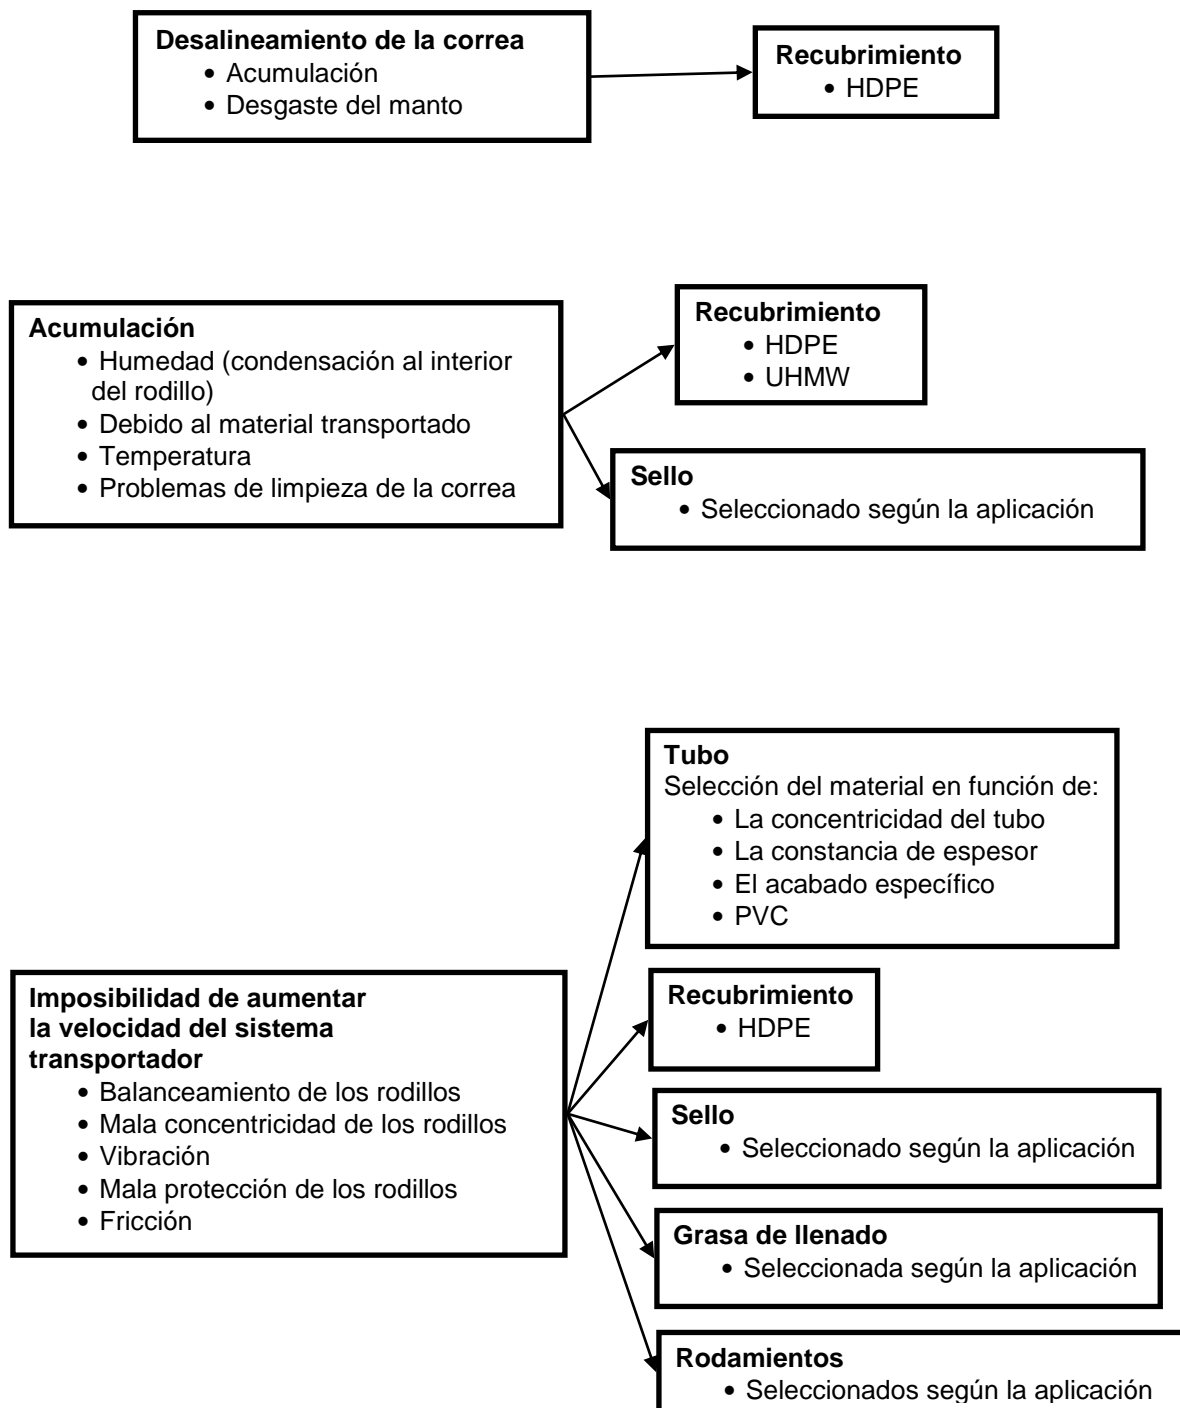 Desalineamiento de la correa
• Acumulación
• Desgaste del manto
Recubrimiento
• HDPE
Acumulación
• Humedad (condensación al interior
del rodillo)
• Debido al material transportado
• Temperatura
• Problemas de limpieza de la correa
Recubrimiento
• HDPE
• UHMW
Sello
• Seleccionado según la aplicación
Imposibilidad de aumentar
la velocidad del sistema
transportador
• Balanceamiento de los rodillos
• Mala concentricidad de los rodillos
• Vibración
• Mala protección de los rodillos
• Fricción
Tubo
Selección del material en función de:
• La concentricidad del tubo
• La constancia de espesor
• El acabado específico
• PVC
Recubrimiento
• HDPE
Sello
• Seleccionado según la aplicación
Grasa de llenado
• Seleccionada según la aplicación
Rodamientos
• Seleccionados según la aplicación